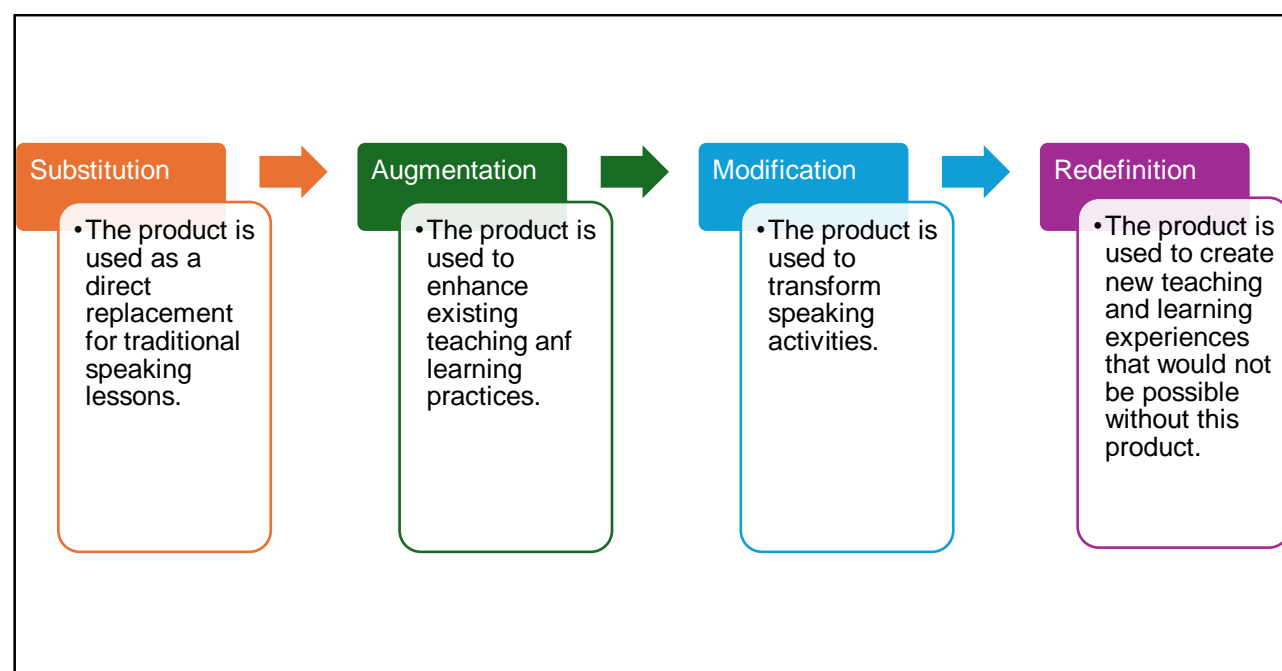 Substitution
•The product is
used as a
direct
replacement
for traditional
speaking
lessons.
Augmentation
•The product is
used to
enhance
existing
teaching anf
learning
practices.
Modification
•The product is
used to
transform
speaking
activities.
Redefinition
•The product is
used to create
new teaching
and learning
experiences
that would not
be possible
without this
product.